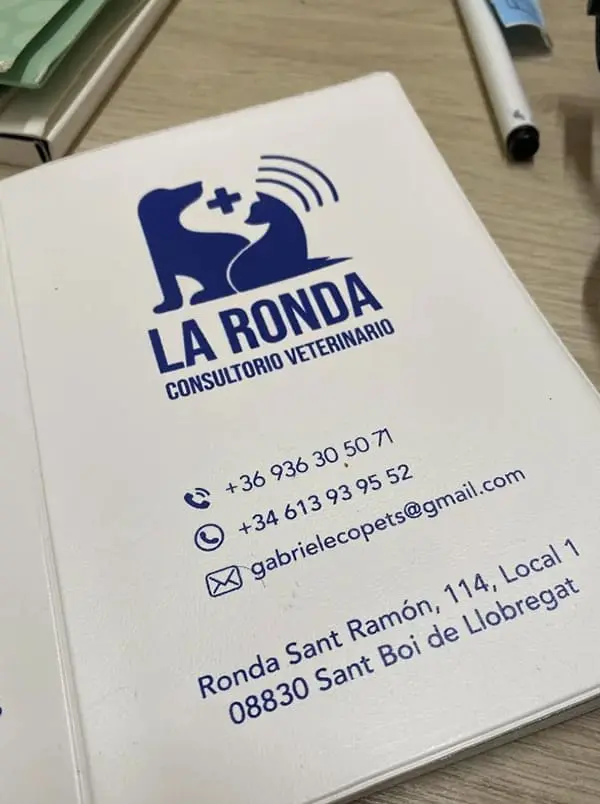 LA RONDA
CONSULTORIO VETERINARIO
+36 936 30 50 71
+34 613 93 95 52
gabrielecopets@gmail.com
Ronda Sant Ramón, 114, Local 1
08830 Sant Boi de Llobregat